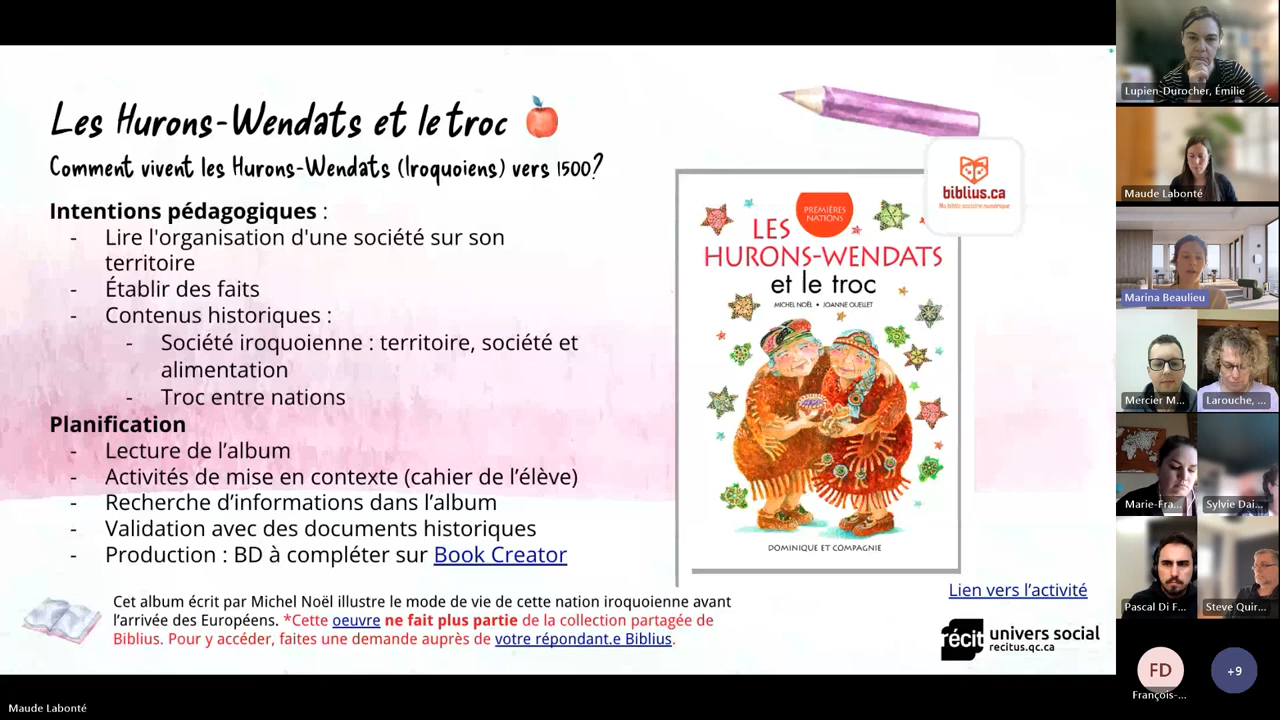 Les Hurons-Wendats et le troc
Comment vivent les Hurons-Wendats (Iroquoiens) vers 1500?
Intentions pédagogiques :
- Lire l'organisation d'une société sur son
territoire
- Établir des faits
- Contenus historiques :
- Société iroquoienne : territoire, société et
alimentation
- Troc entre nations
Planification
- Lecture de l’album
- Activités de mise en contexte (cahier de l’élève)
- Recherche d’informations dans l’album
- Validation avec des documents historiques
- Production : BD à compléter sur Book Creator
Cet album écrit par Michel Noël illustre le mode de vie de cette nation iroquoienne avant
l’arrivée des Européens. *Cette oeuvre ne fait plus partie de la collection partagée de
Biblius. Pour y accéder, faites une demande auprès de votre répondant.e Biblius.
biblius.ca
Ma biblio scolaire numérique
PREMIÈRES
NATIONS
LES
HURONS-WENDATS
et le troc
MICHEL NOËL • JOANNE OUELLET
DOMINIQUE ET COMPAGNIE
Lien vers l’activité
récit univers social
recitus.qc.ca
Lupien-Durocher, Émilie
Maude Labonté
Marina Beaulieu
Mercier M...
Larouche, ...
Marie-Fra...
Sylvie Dai...
Pascal Di F...
Steve Quir...
FD
François-...
+9
Maude Labonté